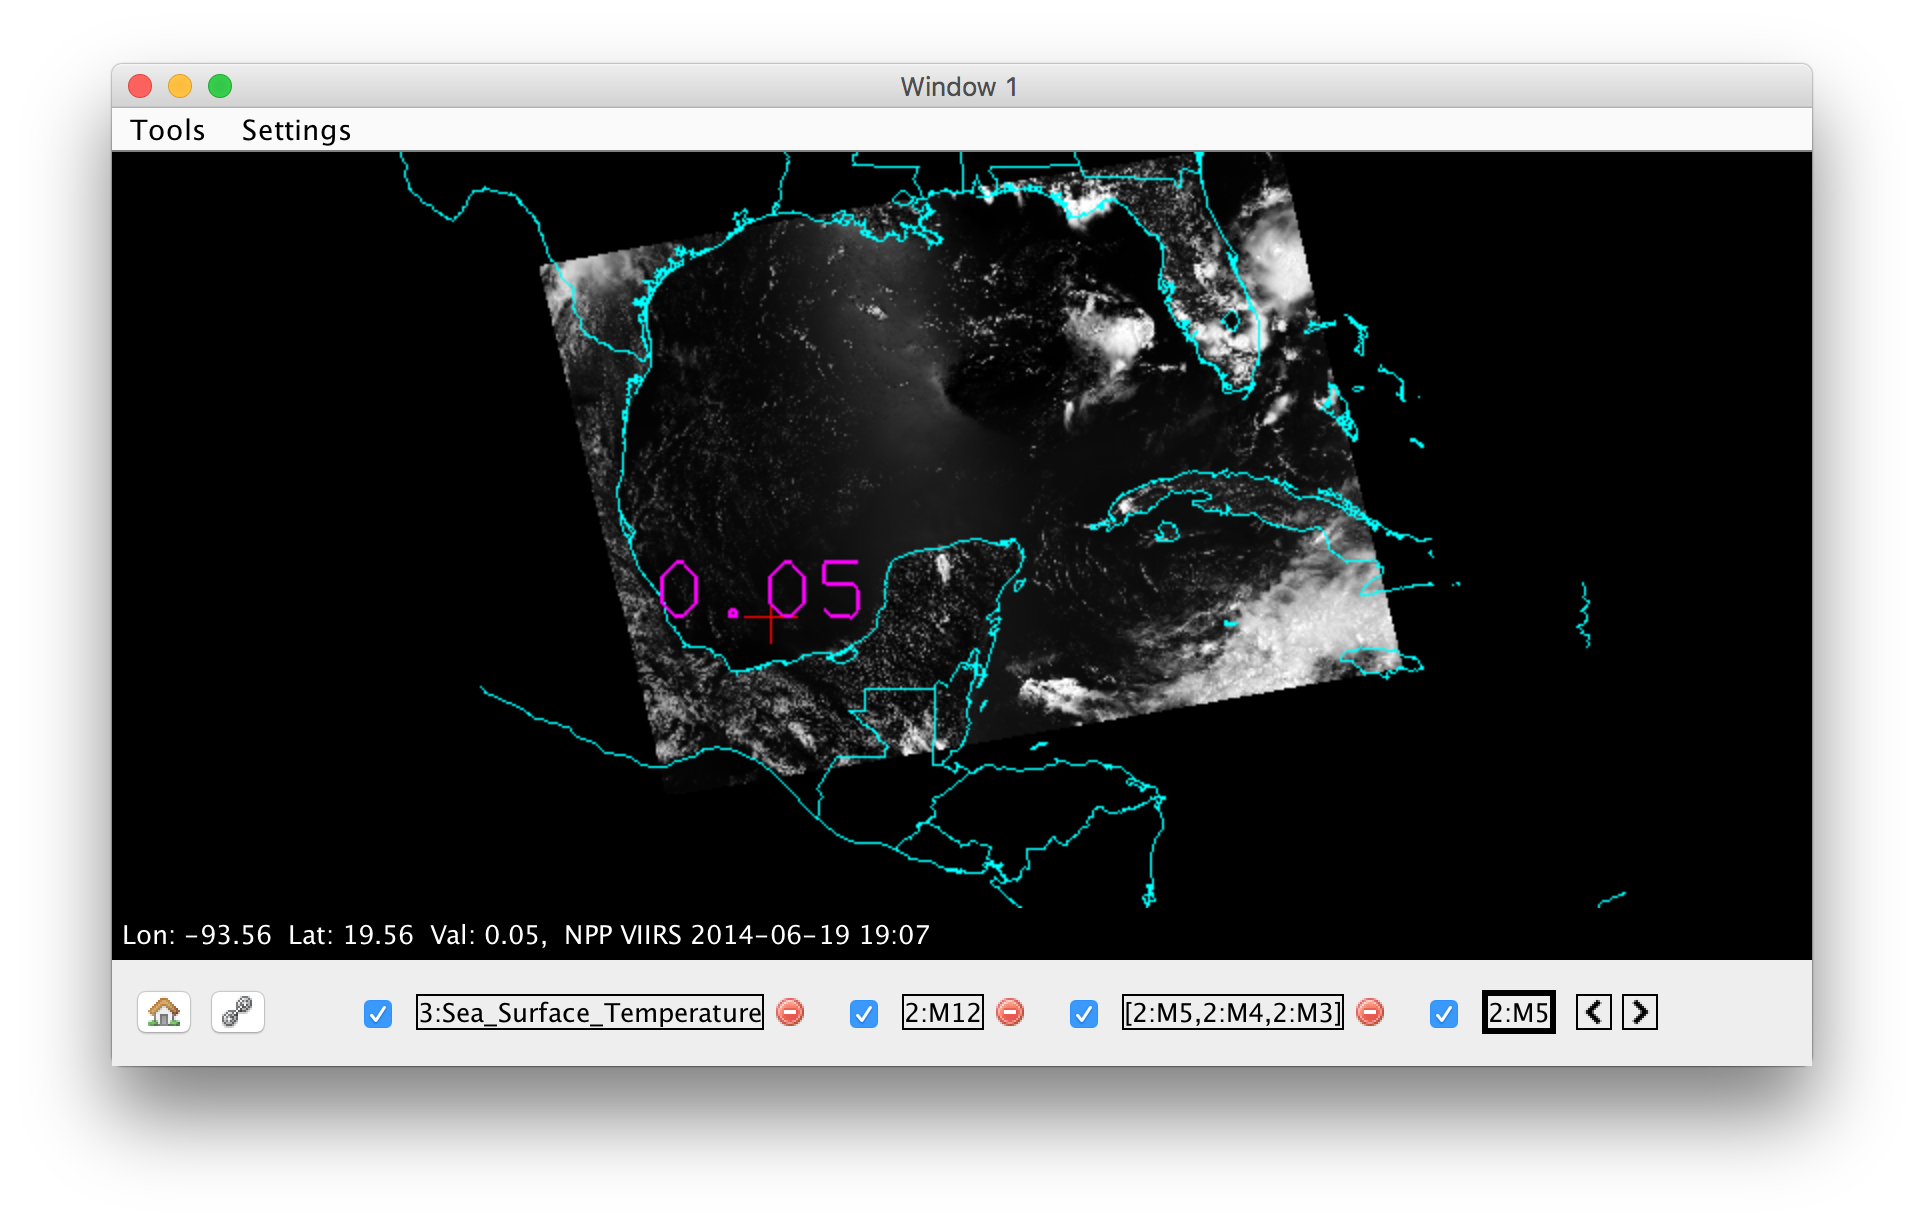 Window 1
Tools Settings
0.05
Lon: -93.56 Lat: 19.56 Val: 0.05, NPP VIIRS 2014-06-19 19:07
3:Sea_Surface_Temperature 2:M12 [2:M5,2:M4,2:M3] 2:M5 < >